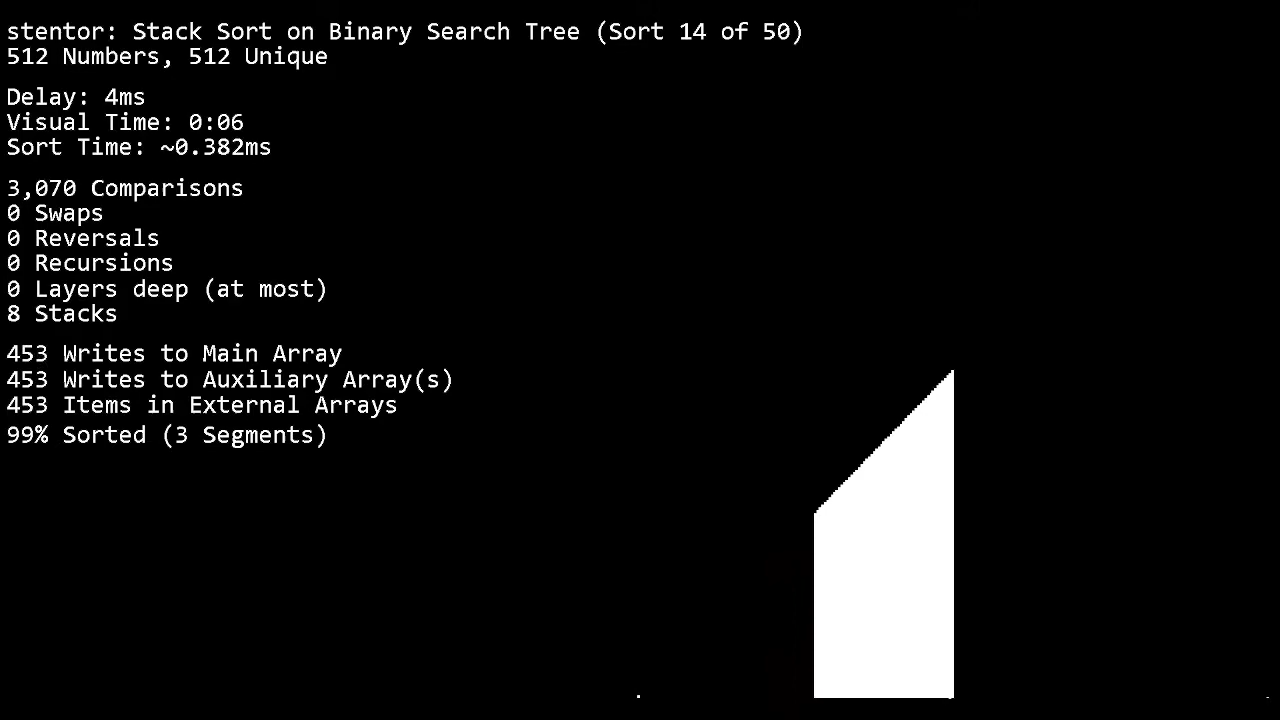 stentor: Stack Sort on Binary Search Tree (Sort 14 of 50)
512 Numbers, 512 Unique
Delay: 4ms
Visual Time: 0:06
Sort Time: ~0.382ms
3,070 Comparisons
0 Swaps
0 Reversals
0 Recursions
0 Layers deep (at most)
8 Stacks
453 Writes to Main Array
453 Writes to Auxiliary Array(s)
453 Items in External Arrays
99% Sorted (3 Segments)